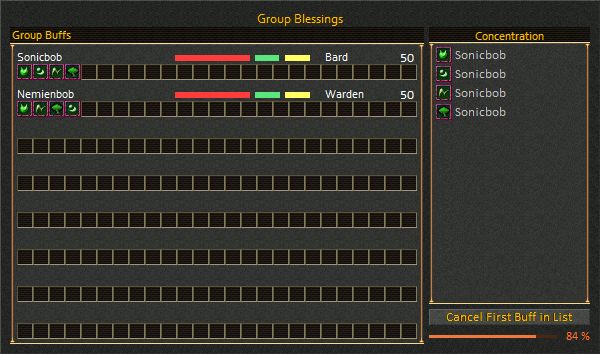 Group Blessings
Group Buffs
Sonicbob Bard 50
Nemienbob Warden 50
Concentration
Sonicbob
Sonicbob
Sonicbob
Sonicbob
Cancel First Buff in List
84 %